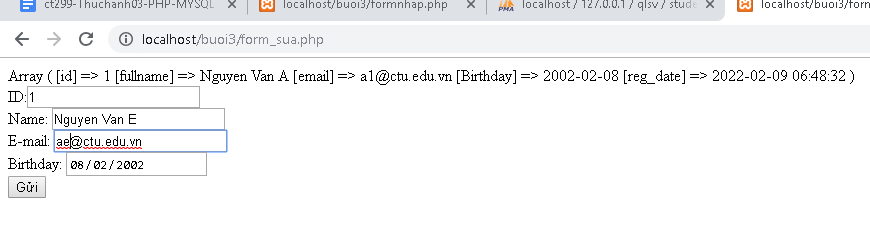 ct299-Thuchanh03-PHP-MYSQL
localhost/buoi3/formnhap.php
localhost / 127.0.0.1 / qlsv / stude
localhost/buoi3/fo
localhost/buoi3/form_sua.php
Array ( [id] => 1 [fullname] => Nguyen Van A [email] => a1@ctu.edu.vn [Birthday] => 2002-02-08 [reg_date] => 2022-02-09 06:48:32 )
ID:1
Name: Nguyen Van E
E-mail: ae@ctu.edu.vn
Birthday: 08/02/2002
Gửi